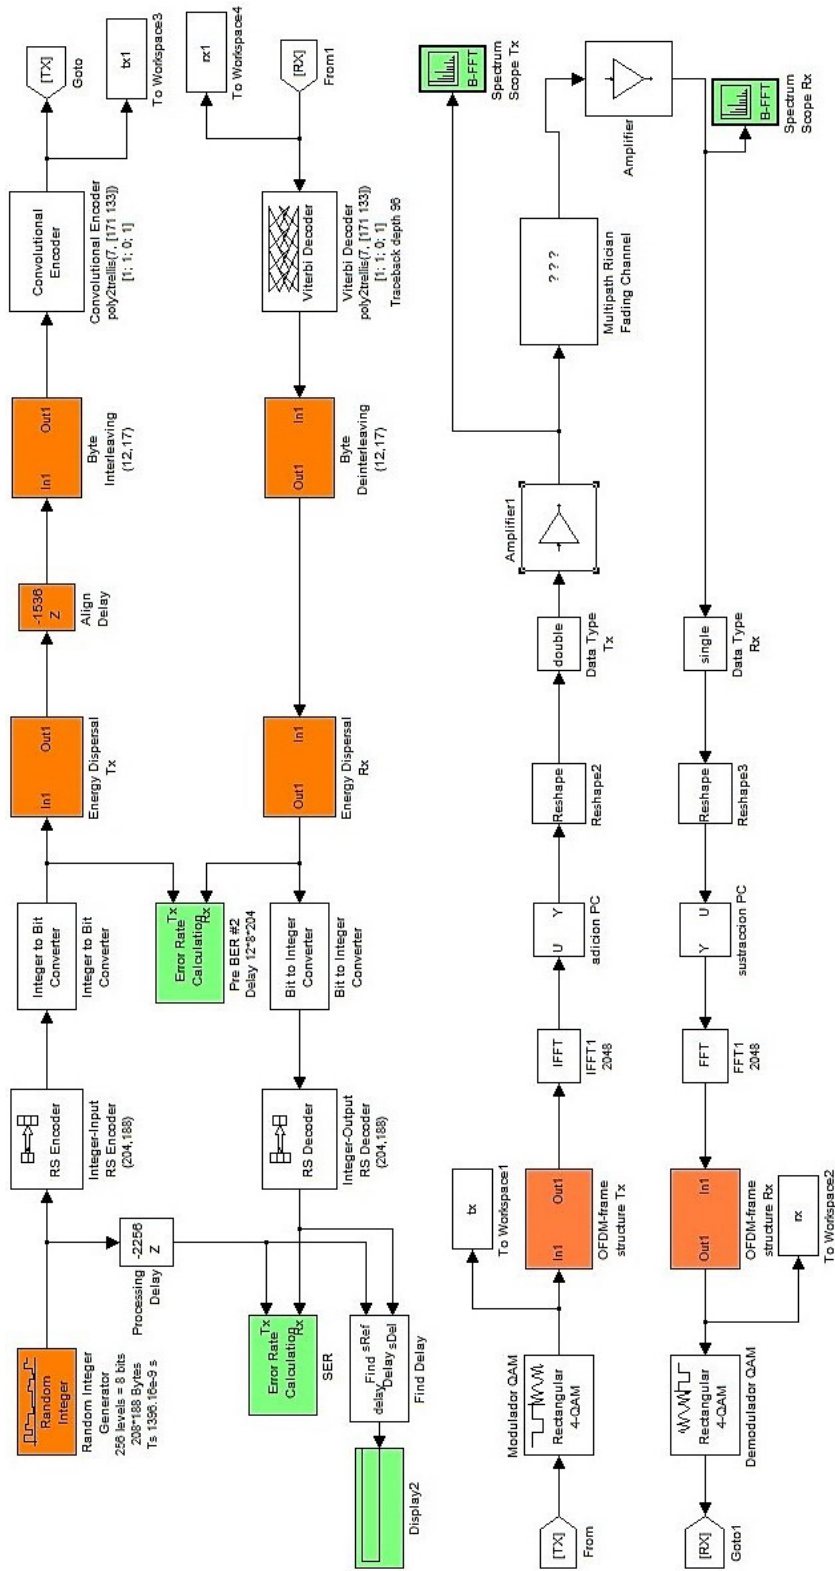 Random
Integer
Random Integer
Generator
256 levels = 8 bits
208*188 Bytes
Ts 1396.16e-9 s
-2256
Z
Processing
Delay
RS Encoder
Integer-Input
RS Encoder
(204,188)
Integer to Bit
Converter
Integer to Bit
Converter
In1
Out1
Energy Dispersal
Tx
-1536
Z
Align
Delay
In1
Out1
Byte
Interleaving
(12,17)
Convolutional
Encoder
Convolutional Encoder
poly2trellis(7, [171 133])
[1; 1; 0; 1]
[TX]
Goto
tx1
To Workspace3
Display2
Find
delay
sRef
Delay
sDel
Find Delay
Error Rate
Calculation
Tx
Rx
SER
RS Decoder
Integer-Output
RS Decoder
(204,188)
Error Rate
Calculation
Tx
Rx
Pre BER #2
Delay 12*8*204
Bit to Integer
Converter
Bit to Integer
Converter
Out1
In1
Energy Dispersal
Rx
Out1
In1
Byte
Deinterleaving
(12,17)
Viterbi Decoder
Viterbi Decoder
poly2trellis(7, [171 133])
[1; 1; 0; 1]
Traceback depth 96
rx1
To Workspace4
[RX]
From1
[TX]
From
Modulador QAM
Rectangular
4-QAM
tx
To Workspace1
In1
Out1
OFDM-frame
structure Tx
IFFT
IFFT1
2048
U
Y
adicion PC
Reshape
Reshape2
double
Data Type
Tx
Amplifier1
? ? ?
Multipath Rician
Fading Channel
B-FFT
Spectrum
Scope Tx
Amplifier
B-FFT
Spectrum
Scope Rx
[RX]
Goto1
Rectangular
4-QAM
Demodulador QAM
Out1
In1
OFDM-frame
structure Rx
rx
To Workspace2
FFT
FFT1
2048
Y
U
sustraccion PC
Reshape
Reshape3
single
Data Type
Rx